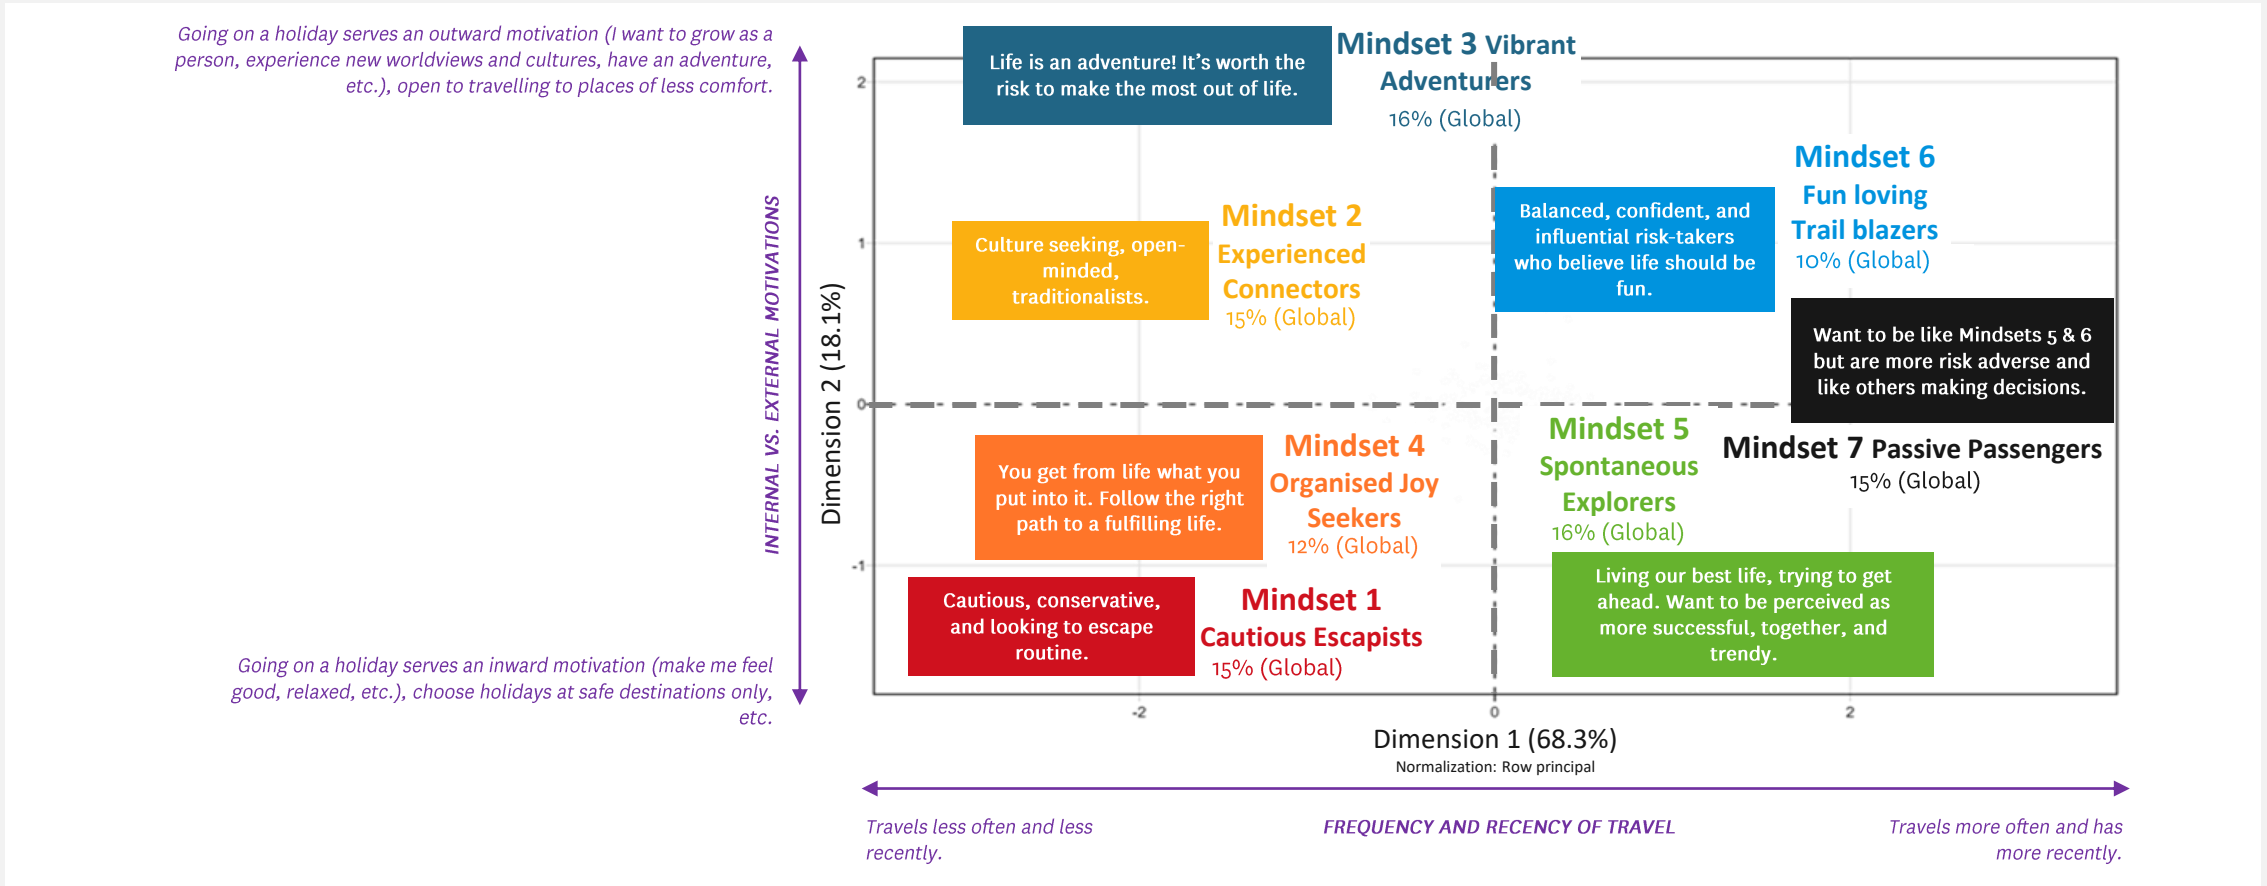 Going on a holiday serves an outward motivation (I want to grow as a
person, experience new worldviews and cultures, have an adventure,
etc.), open to travelling to places of less comfort.
INTERNAL VS. EXTERNAL MOTIVATIONS
Going on a holiday serves an inward motivation (make me feel
good, relaxed, etc.), choose holidays at safe destinations only,
etc.
Dimension 2 (18.1%)
2
1
0
-1
Life is an adventure! It's worth the
risk to make the most out of life.
Mindset 3 Vibrant
Adventurers
16% (Global)
Mindset 6
Fun loving
Trail blazers
10% (Global)
Balanced, confident, and
influential risk-takers
who believe life should be
fun.
Culture seeking, open-
minded,
traditionalists.
Mindset 2
Experienced
Connectors
15% (Global)
Want to be like Mindsets 5 & 6
but are more risk adverse and
like others making decisions.
Mindset 7 Passive Passengers
15% (Global)
You get from life what you
put into it. Follow the right
path to a fulfilling life.
Mindset 4
Organised Joy
Seekers
12% (Global)
Mindset 5
Spontaneous
Explorers
16% (Global)
Living our best life, trying to get
ahead. Want to be perceived as
more successful, together, and
trendy.
Cautious, conservative,
and looking to escape
routine.
Mindset 1
Cautious Escapists
15% (Global)
-2
0
2
Dimension 1 (68.3%)
Normalization: Row principal
Travels less often and less
recently.
FREQUENCY AND RECENCY OF TRAVEL
Travels more often and has
more recently.